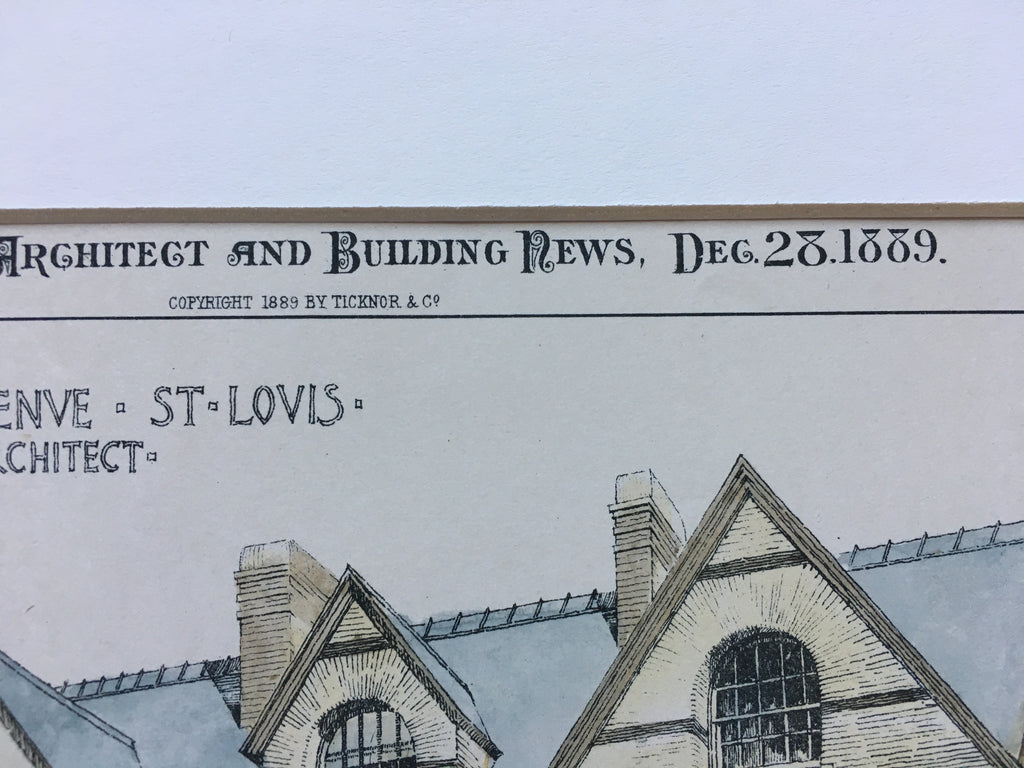 ARCHITECT AND BUILDING NEWS, DEC. 28. 1889.
COPYRIGHT 1889 BY TICKNOR & Co
ENVE · ST · LOVIS ·
RCHITECT ·